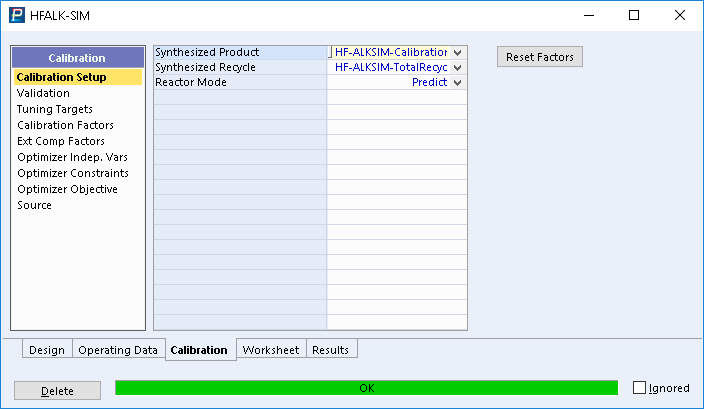 HFALK-SIM
Calibration
Calibration Setup
Validation
Tuning Targets
Calibration Factors
Ext Comp Factors
Optimizer Indep. Vars
Optimizer Constraints
Optimizer Objective
Source
Synthesized Product HF-ALKSIM-Calibration
Synthesized Recycle HF-ALKSIM-TotalRecyc
Reactor Mode Predict
Reset Factors
Design Operating Data Calibration Worksheet Results
Delete OK Ignored